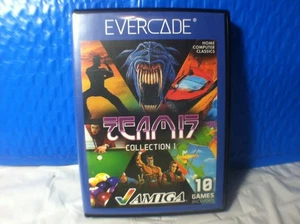 EVERCADE
HOME
COMPUTER
CLASSICS
TEAM17
COLLECTION 1
AMIGA
10
GAMES